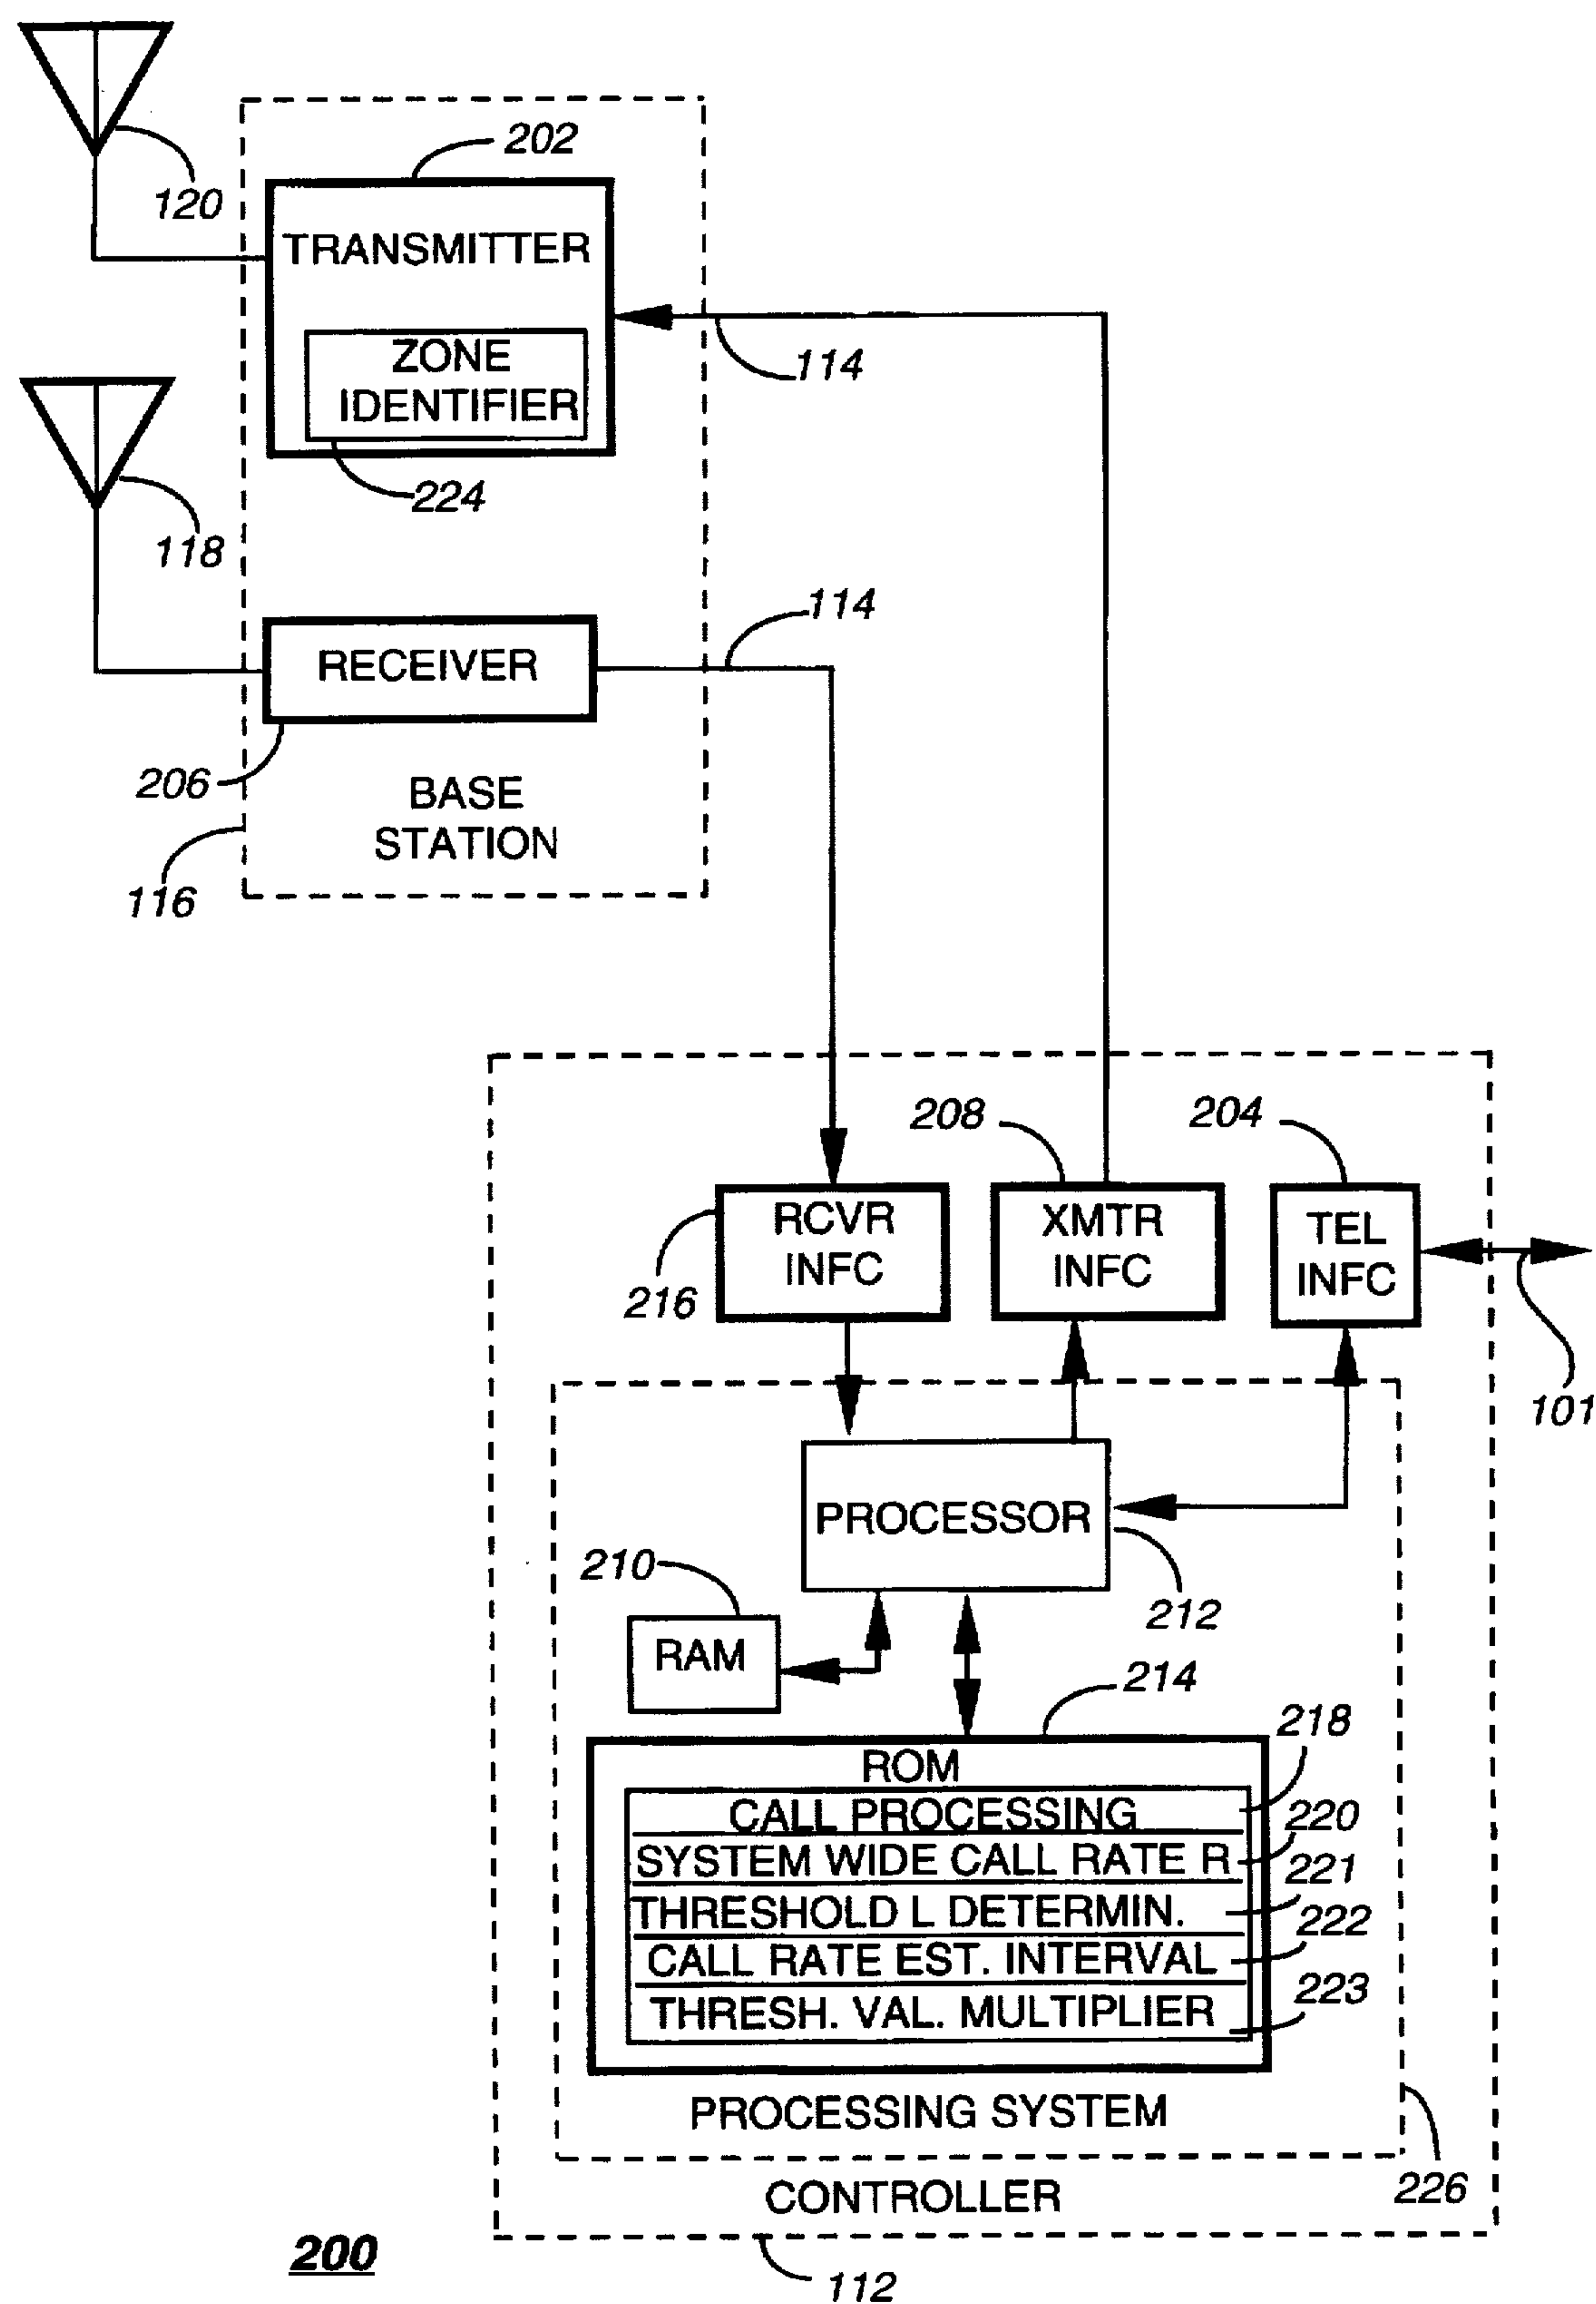 202
120
TRANSMITTER
ZONE
IDENTIFIER
114
224
118
114
RECEIVER
206
BASE
STATION
116
208
204
RCVR
INFC
XMTR
INFC
TEL
INFC
216
101
PROCESSOR
210
212
RAM
214
218
ROM
CALL PROCESSING
220
SYSTEM WIDE CALL RATE R
221
THRESHOLD L DETERMIN.
222
CALL RATE EST. INTERVAL
223
THRESH. VAL. MULTIPLIER
PROCESSING SYSTEM
226
CONTROLLER
200
112